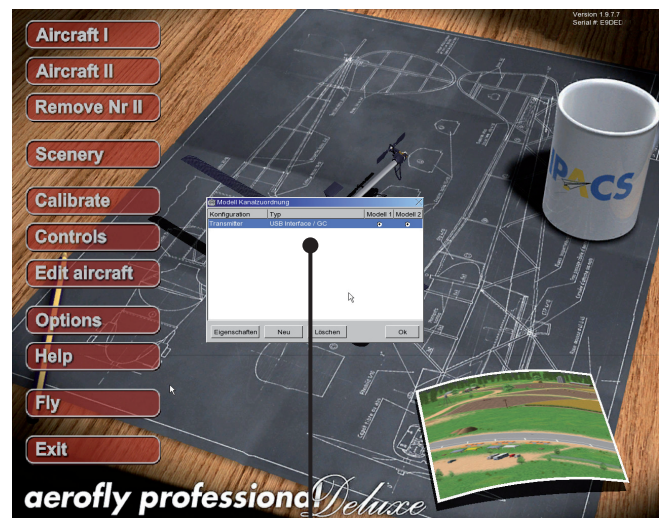 Version 1.9.7.7
Serial #: E9DED
Aircraft I
Aircraft II
Remove Nr II
Scenery
Calibrate
Controls
Edit aircraft
Options
Help
Fly
Exit
Modell Kanalzuordnung
Konfiguration Typ Modell 1 Modell 2
Transmitter USB Interface / GC
Eigenschaften Neu Löschen Ok
PACS
aerofly professional Deluxe